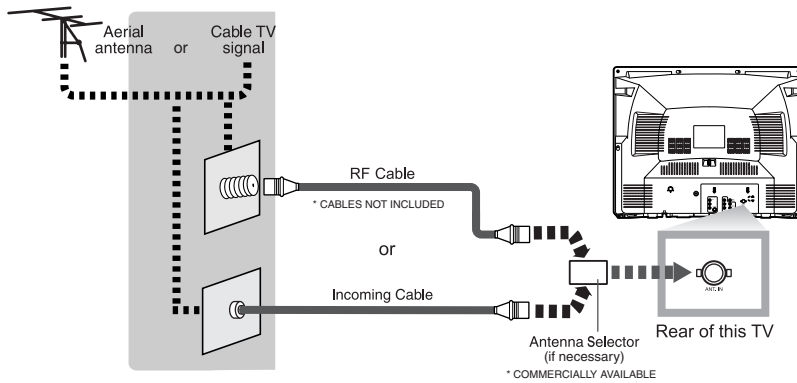 Aerial
antenna
or
Cable TV
signal
RF Cable
* CABLES NOT INCLUDED
or
Incoming Cable
Antenna Selector
(if necessary)
* COMMERCIALLY AVAILABLE
ANT. IN
Rear of this TV